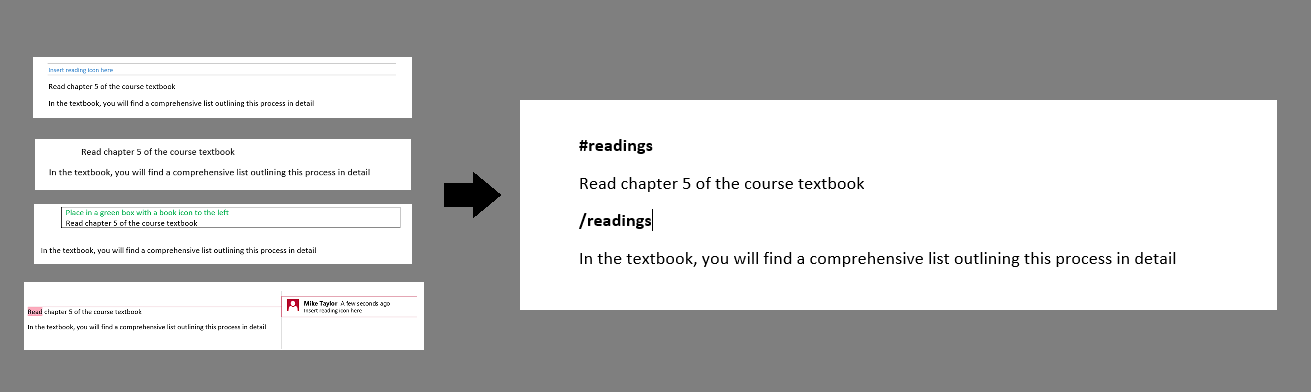 Insert reading icon here
Read chapter 5 of the course textbook
In the textbook, you will find a comprehensive list outlining this process in detail
Read chapter 5 of the course textbook
In the textbook, you will find a comprehensive list outlining this process in detail
Place in a green box with a book icon to the left
Read chapter 5 of the course textbook
In the textbook, you will find a comprehensive list outlining this process in detail
Read chapter 5 of the course textbook
In the textbook, you will find a comprehensive list outlining this process in detail
Mike Taylor A few seconds ago
Insert reading icon here
#readings
Read chapter 5 of the course textbook
/readings
In the textbook, you will find a comprehensive list outlining this process in detail